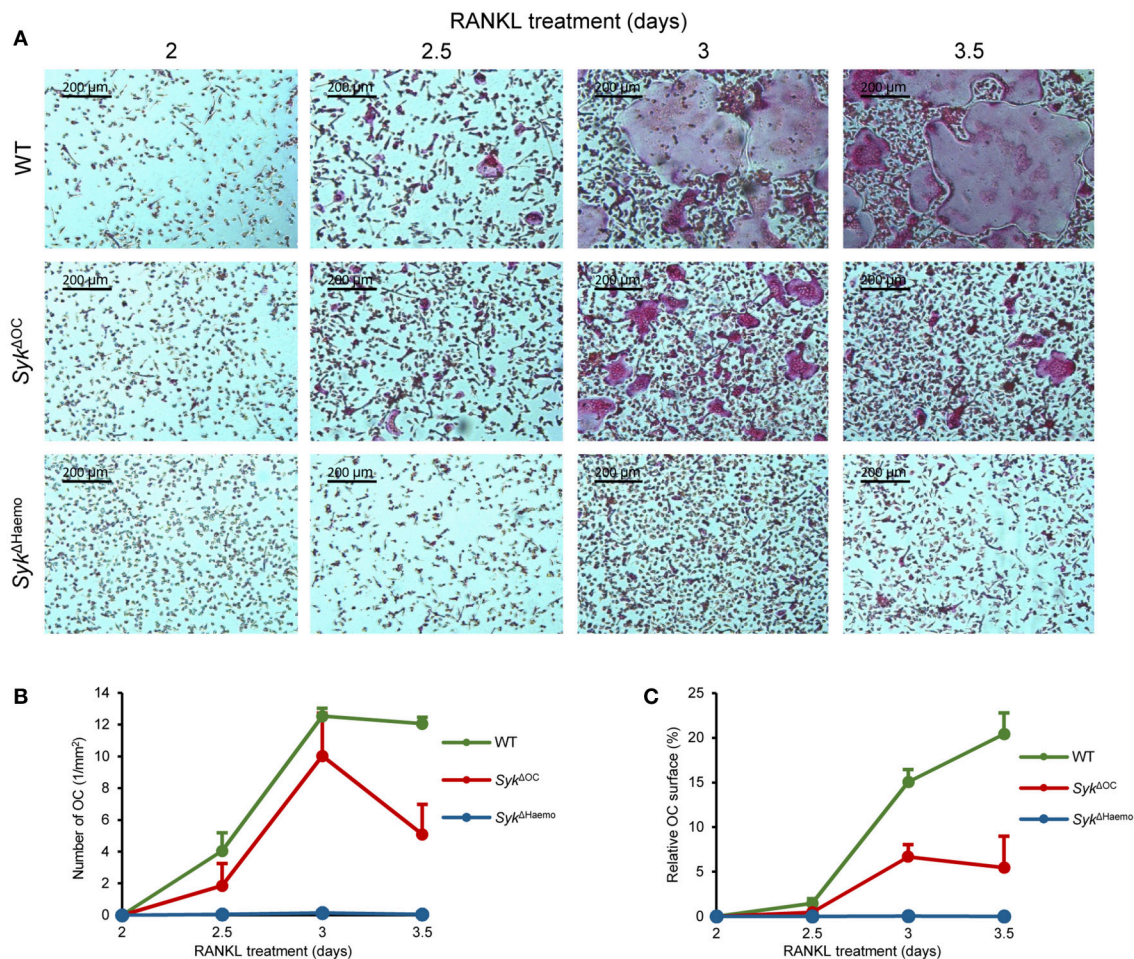 RANKL treatment (days)
A
2 2.5 3 3.5
WT
200 µm 200 µm 200 µm 200 µm
Syk^ΔOC
200 µm 200 µm 200 µm 200 µm
Syk^ΔHaemo
200 µm 200 µm 200 µm 200 µm
B
Number of OC (1/mm²)
14
12
10
8
6
4
2
0
2 2.5 3 3.5
RANKL treatment (days)
WT
Syk^ΔOC
Syk^ΔHaemo
C
Relative OC surface (%)
25
20
15
10
5
0
2 2.5 3 3.5
RANKL treatment (days)
WT
Syk^ΔOC
Syk^ΔHaemo